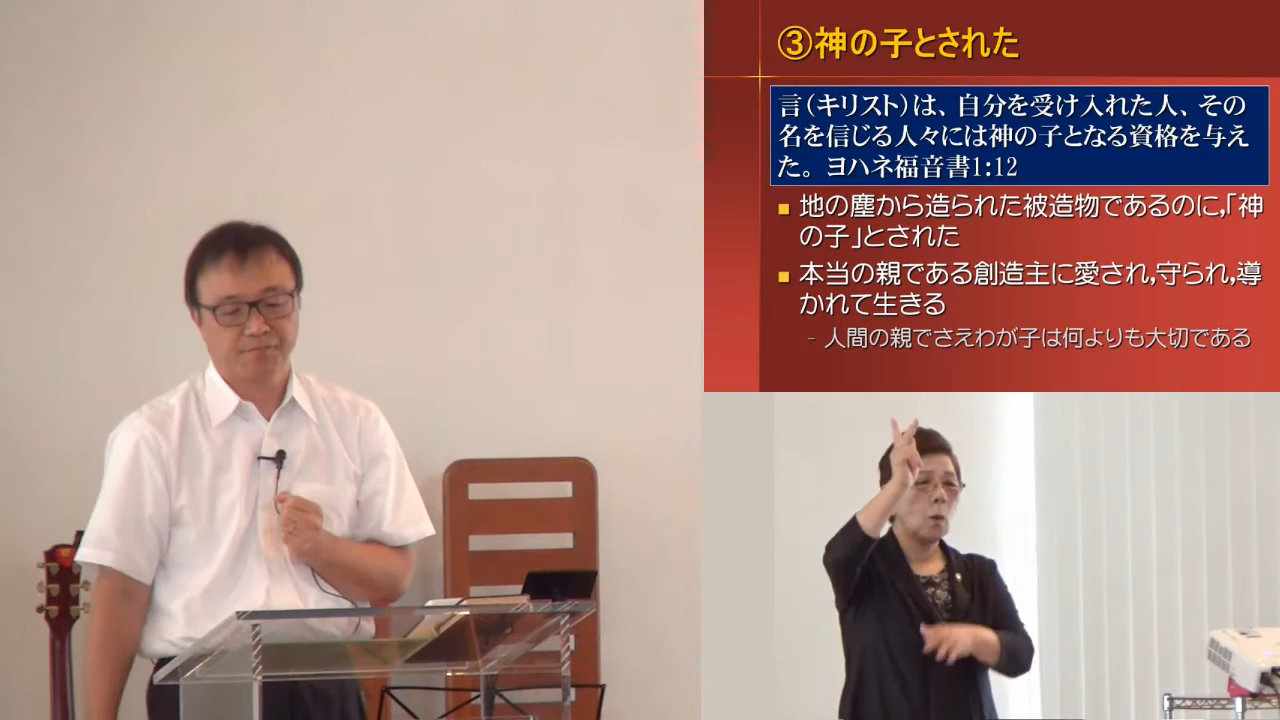 ③神の子とされた
言（キリスト）は、自分を受け入れた人、その
名を信じる人々には神の子となる資格を与え
た。ヨハネ福音書1:12
■ 地の塵から造られた被造物であるのに,「神
の子」とされた
■ 本当の親である創造主に愛され,守られ,導
かれて生きる
－ 人間の親でさえわが子は何よりも大切である